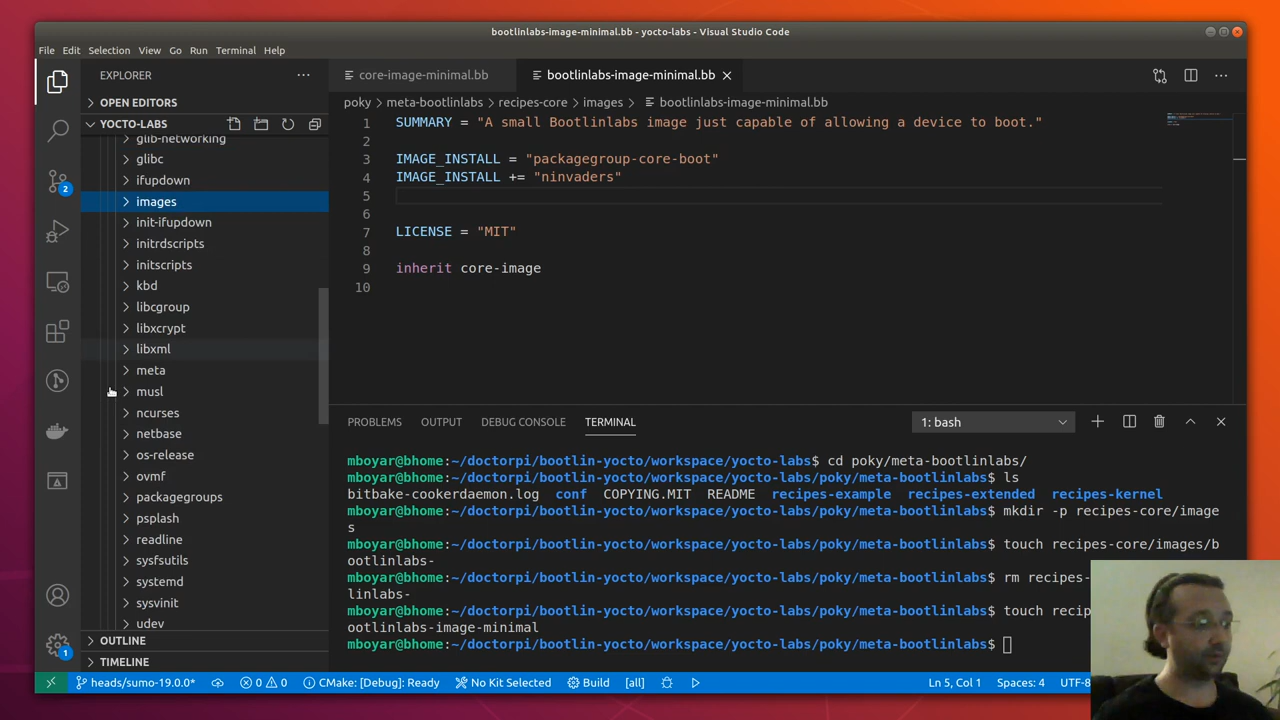 bootlinlabs-image-minimal.bb - yocto-labs - Visual Studio Code
File Edit Selection View Go Run Terminal Help
EXPLORER
OPEN EDITORS
YOCTO-LABS
glib-networking
glibc
ifupdown
images
init-ifupdown
initrdscripts
initscripts
kbd
libcgroup
libxcrypt
libxml
meta
musl
ncurses
netbase
os-release
ovmf
packagegroups
psplash
readline
sysfsutils
systemd
sysvinit
udev
OUTLINE
TIMELINE
2
1
core-image-minimal.bb bootlinlabs-image-minimal.bb
poky meta-bootlinlabs recipes-core images bootlinlabs-image-minimal.bb
1 SUMMARY = "A small Bootlinlabs image just capable of allowing a device to boot."
2
3 IMAGE_INSTALL = "packagegroup-core-boot"
4 IMAGE_INSTALL += "ninvaders"
5
6
7 LICENSE = "MIT"
8
9 inherit core-image
10
PROBLEMS OUTPUT DEBUG CONSOLE TERMINAL 1: bash
mboyar@bhome:~/doctorpi/bootlin-yocto/workspace/yocto-labs$ cd poky/meta-bootlinlabs/
mboyar@bhome:~/doctorpi/bootlin-yocto/workspace/yocto-labs/poky/meta-bootlinlabs$ ls
bitbake-cookerdaemon.log conf COPYING.MIT README recipes-example recipes-extended recipes-kernel
mboyar@bhome:~/doctorpi/bootlin-yocto/workspace/yocto-labs/poky/meta-bootlinlabs$ mkdir -p recipes-core/image
s
mboyar@bhome:~/doctorpi/bootlin-yocto/workspace/yocto-labs/poky/meta-bootlinlabs$ touch recipes-core/images/b
ootlinlabs-
mboyar@bhome:~/doctorpi/bootlin-yocto/workspace/yocto-labs/poky/meta-bootlinlabs$ rm recipes-
linlabs-
mboyar@bhome:~/doctorpi/bootlin-yocto/workspace/yocto-labs/poky/meta-bootlinlabs$ touch recip
ootlinlabs-image-minimal
mboyar@bhome:~/doctorpi/bootlin-yocto/workspace/yocto-labs/poky/meta-bootlinlabs$
heads/sumo-19.0.0* 0 0 CMake: [Debug]: Ready No Kit Selected Build [all] Ln 5, Col 1 Spaces: 4 UTF-8